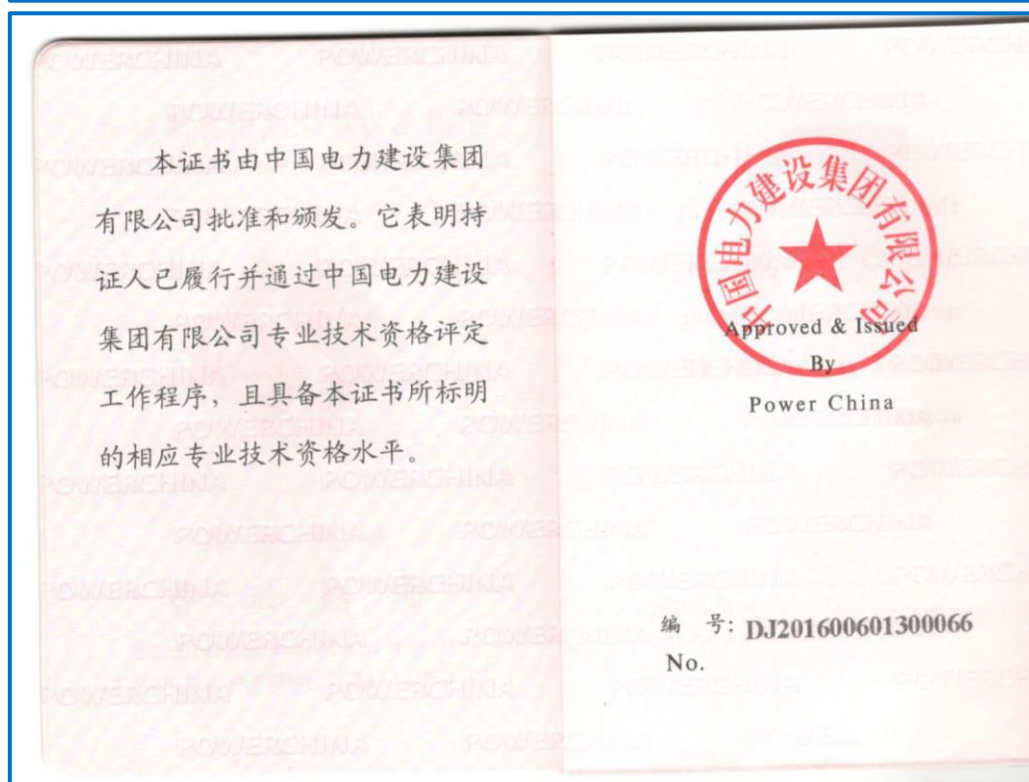 本证书由中国电力建设集团
有限公司批准和颁发。它表明持
证人已履行并通过中国电力建设
集团有限公司专业技术资格评定
工作程序，且具备本证书所标明
的相应专业技术资格水平。
中国电力建设集团有限公司
Approved & Issued
By
Power China
编 号: DJ201600601300066
No.